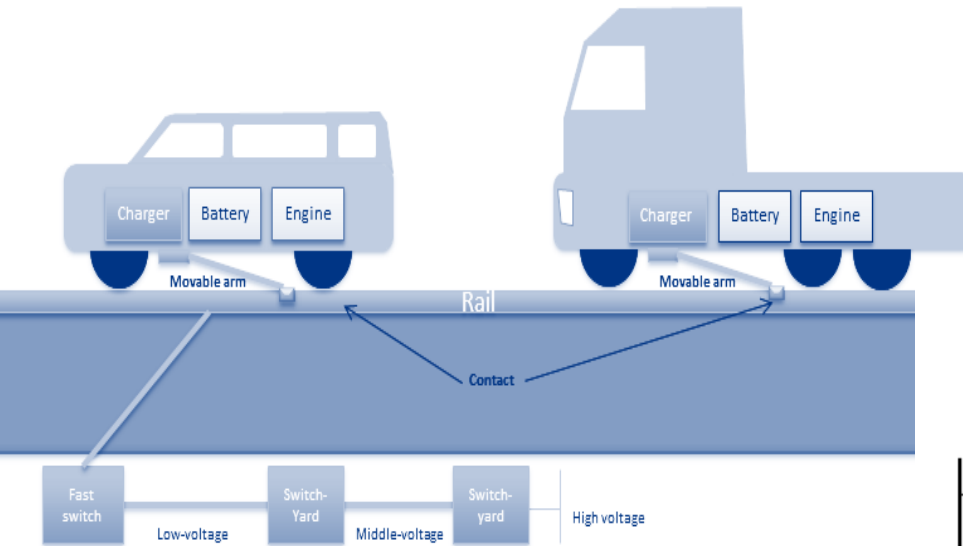 Charger
Battery
Engine
Charger
Battery
Engine
Movable arm
Movable arm
Rail
Contact
Fast
switch
Switch-
Yard
Switch-
yard
High voltage
Low-voltage
Middle-voltage